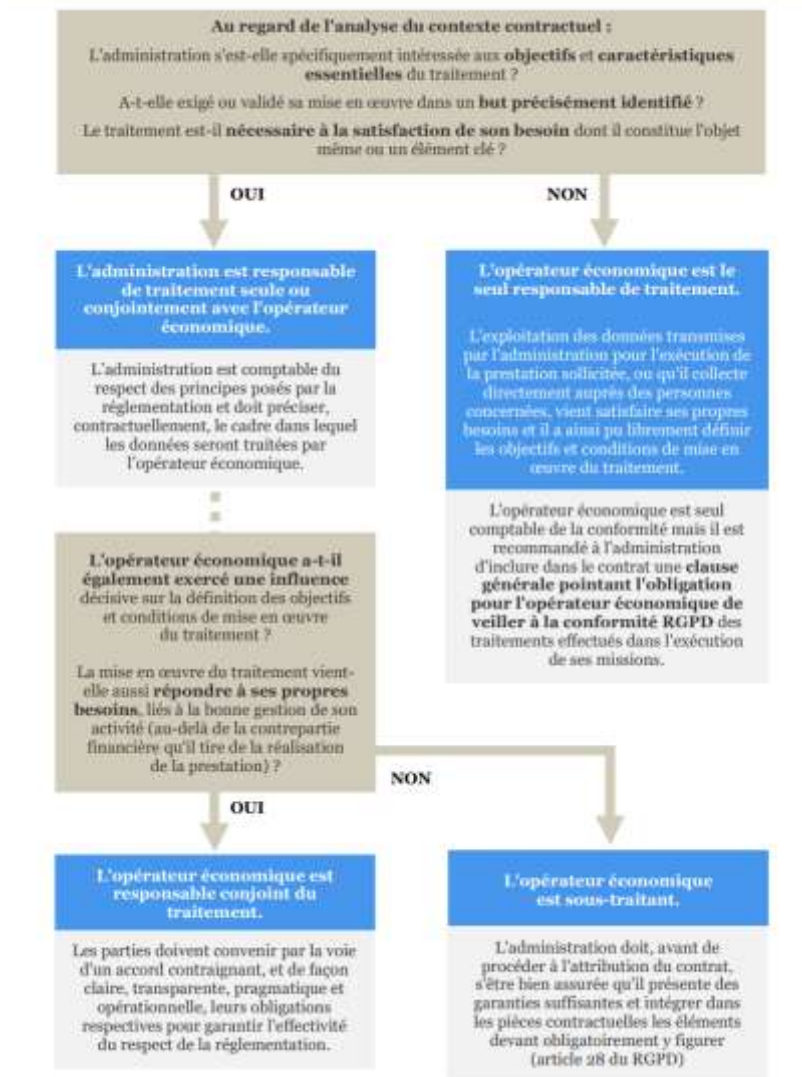 Au regard de l'analyse du contexte contractuel :
L'administration s'est-elle spécifiquement intéressée aux objectifs et caractéristiques
essentielles du traitement ?
A-t-elle exigé ou validé sa mise en œuvre dans un but précisément identifié ?
Le traitement est-il nécessaire à la satisfaction de son besoin dont il constitue l'objet
même ou un élément clé ?
OUI
NON
L'administration est responsable
de traitement seule ou
conjointement avec l'opérateur
économique.
L'administration est comptable du
respect des principes posés par la
réglementation et doit préciser,
contractuellement, le cadre dans lequel
les données seront traitées par
l'opérateur économique.
L'opérateur économique est le
seul responsable de traitement.
L'exploitation des données transmises
par l'administration pour l'exécution de
la prestation sollicitée, ou qu'il collecte
directement auprès des personnes
concernées, vient satisfaire ses propres
besoins et il a ainsi pu librement définir
les objectifs et conditions de mise en
œuvre du traitement.
L'opérateur économique est seul
comptable de la conformité mais il est
recommandé à l'administration
d'inclure dans le contrat une clause
générale pointant l'obligation
pour l'opérateur économique de
veiller à la conformité RGPD des
traitements effectués dans l'exécution
de ses missions.
L'opérateur économique a-t-il
également exercé une influence
décisive sur la définition des objectifs
et conditions de mise en œuvre
du traitement ?
La mise en œuvre du traitement vient-
elle aussi répondre à ses propres
besoins, liés à la bonne gestion de son
activité (au-delà de la contrepartie
financière qu'il tire de la réalisation
de la prestation) ?
NON
OUI
L'opérateur économique est
responsable conjoint du
traitement.
Les parties doivent convenir par la voie
d'un accord contraignant, et de façon
claire, transparente, pragmatique et
opérationnelle, leurs obligations
respectives pour garantir l'effectivité
du respect de la réglementation.
L'opérateur économique
est sous-traitant.
L'administration doit, avant de
procéder à l'attribution du contrat,
s'être bien assurée qu'il présente des
garanties suffisantes et intégrer dans
les pièces contractuelles les éléments
devant obligatoirement y figurer
(article 28 du RGPD)